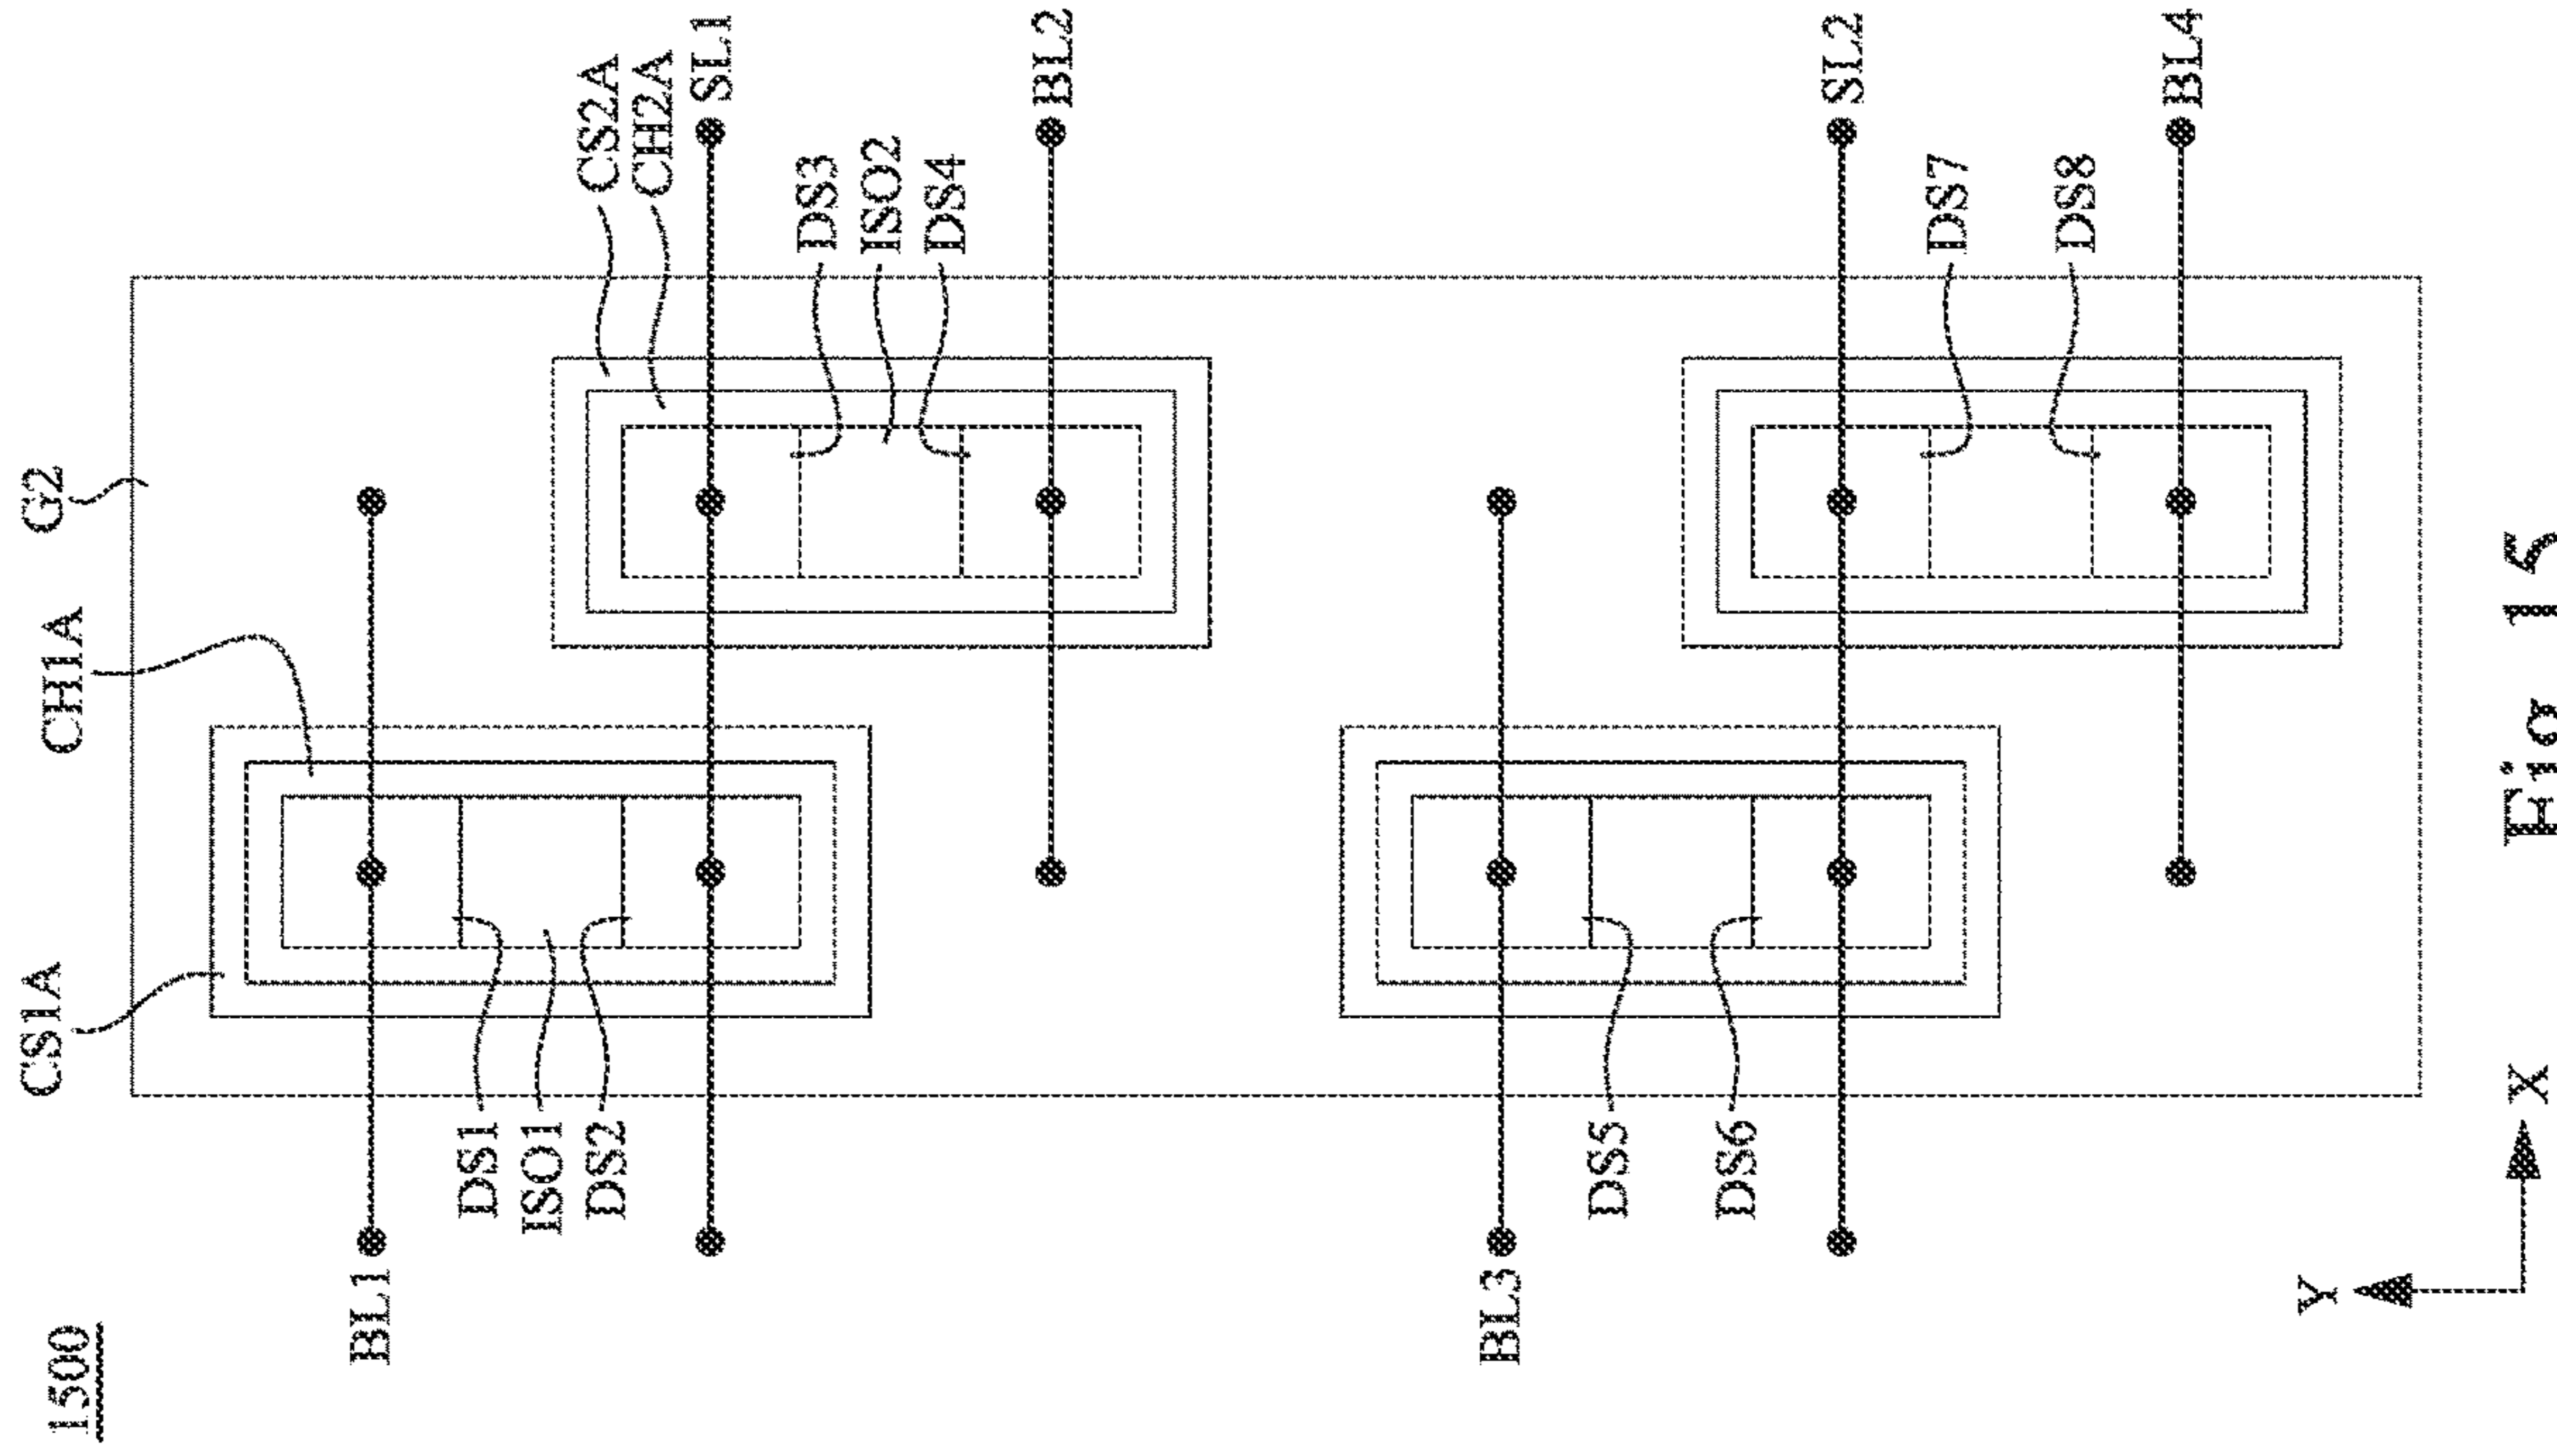 1500
G2
CS1A
CH1A
CS2A
CH2A
SL1
BL2
BL1
DS1
ISO1
DS2
DS3
ISO2
DS4
SL2
BL4
BL3
DS5
DS6
DS7
DS8
Y
X
Fig. 15